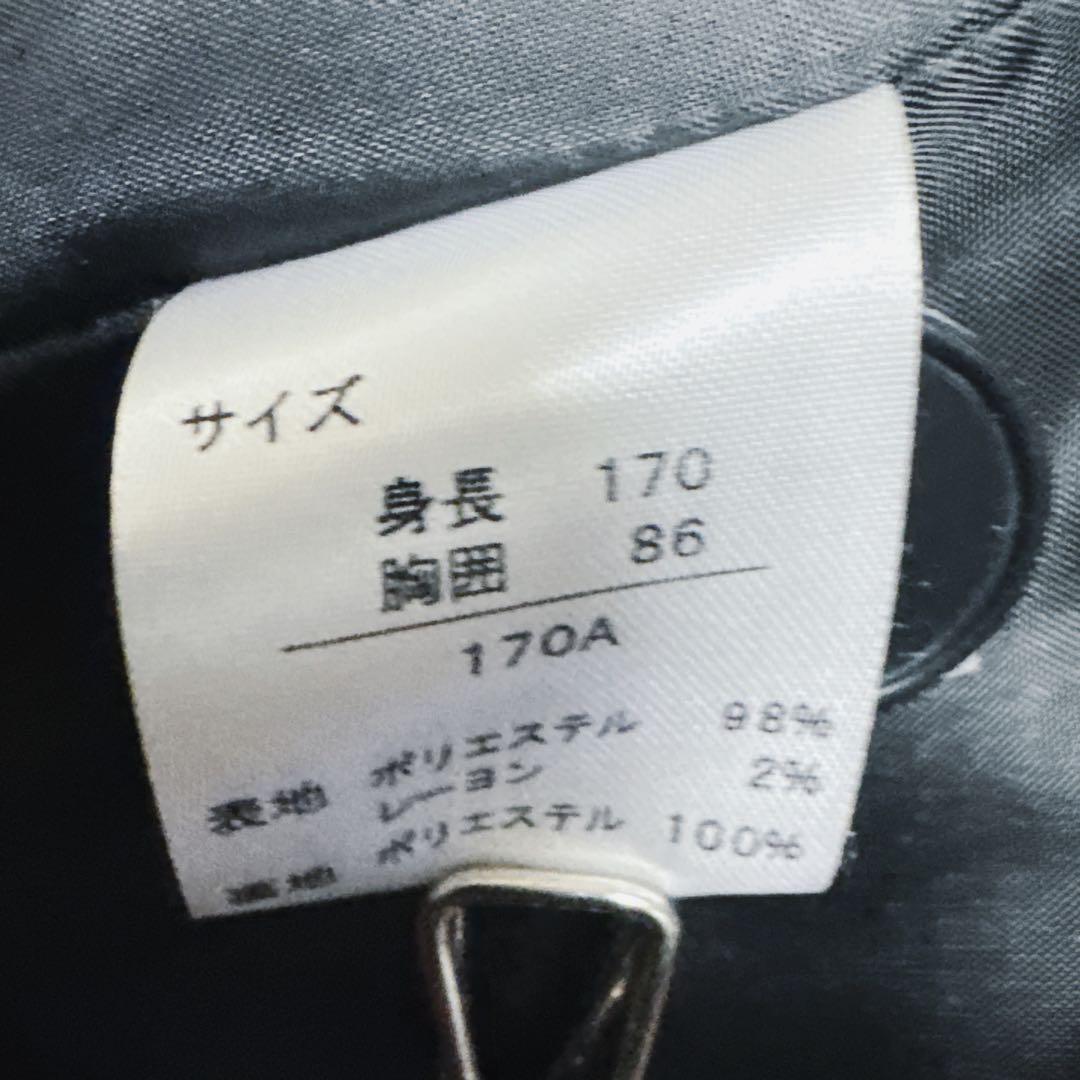 サイズ
身長 170
胸囲 86
170A
表地 ポリエステル 98%
レーヨン 2%
裏地 ポリエステル 100%